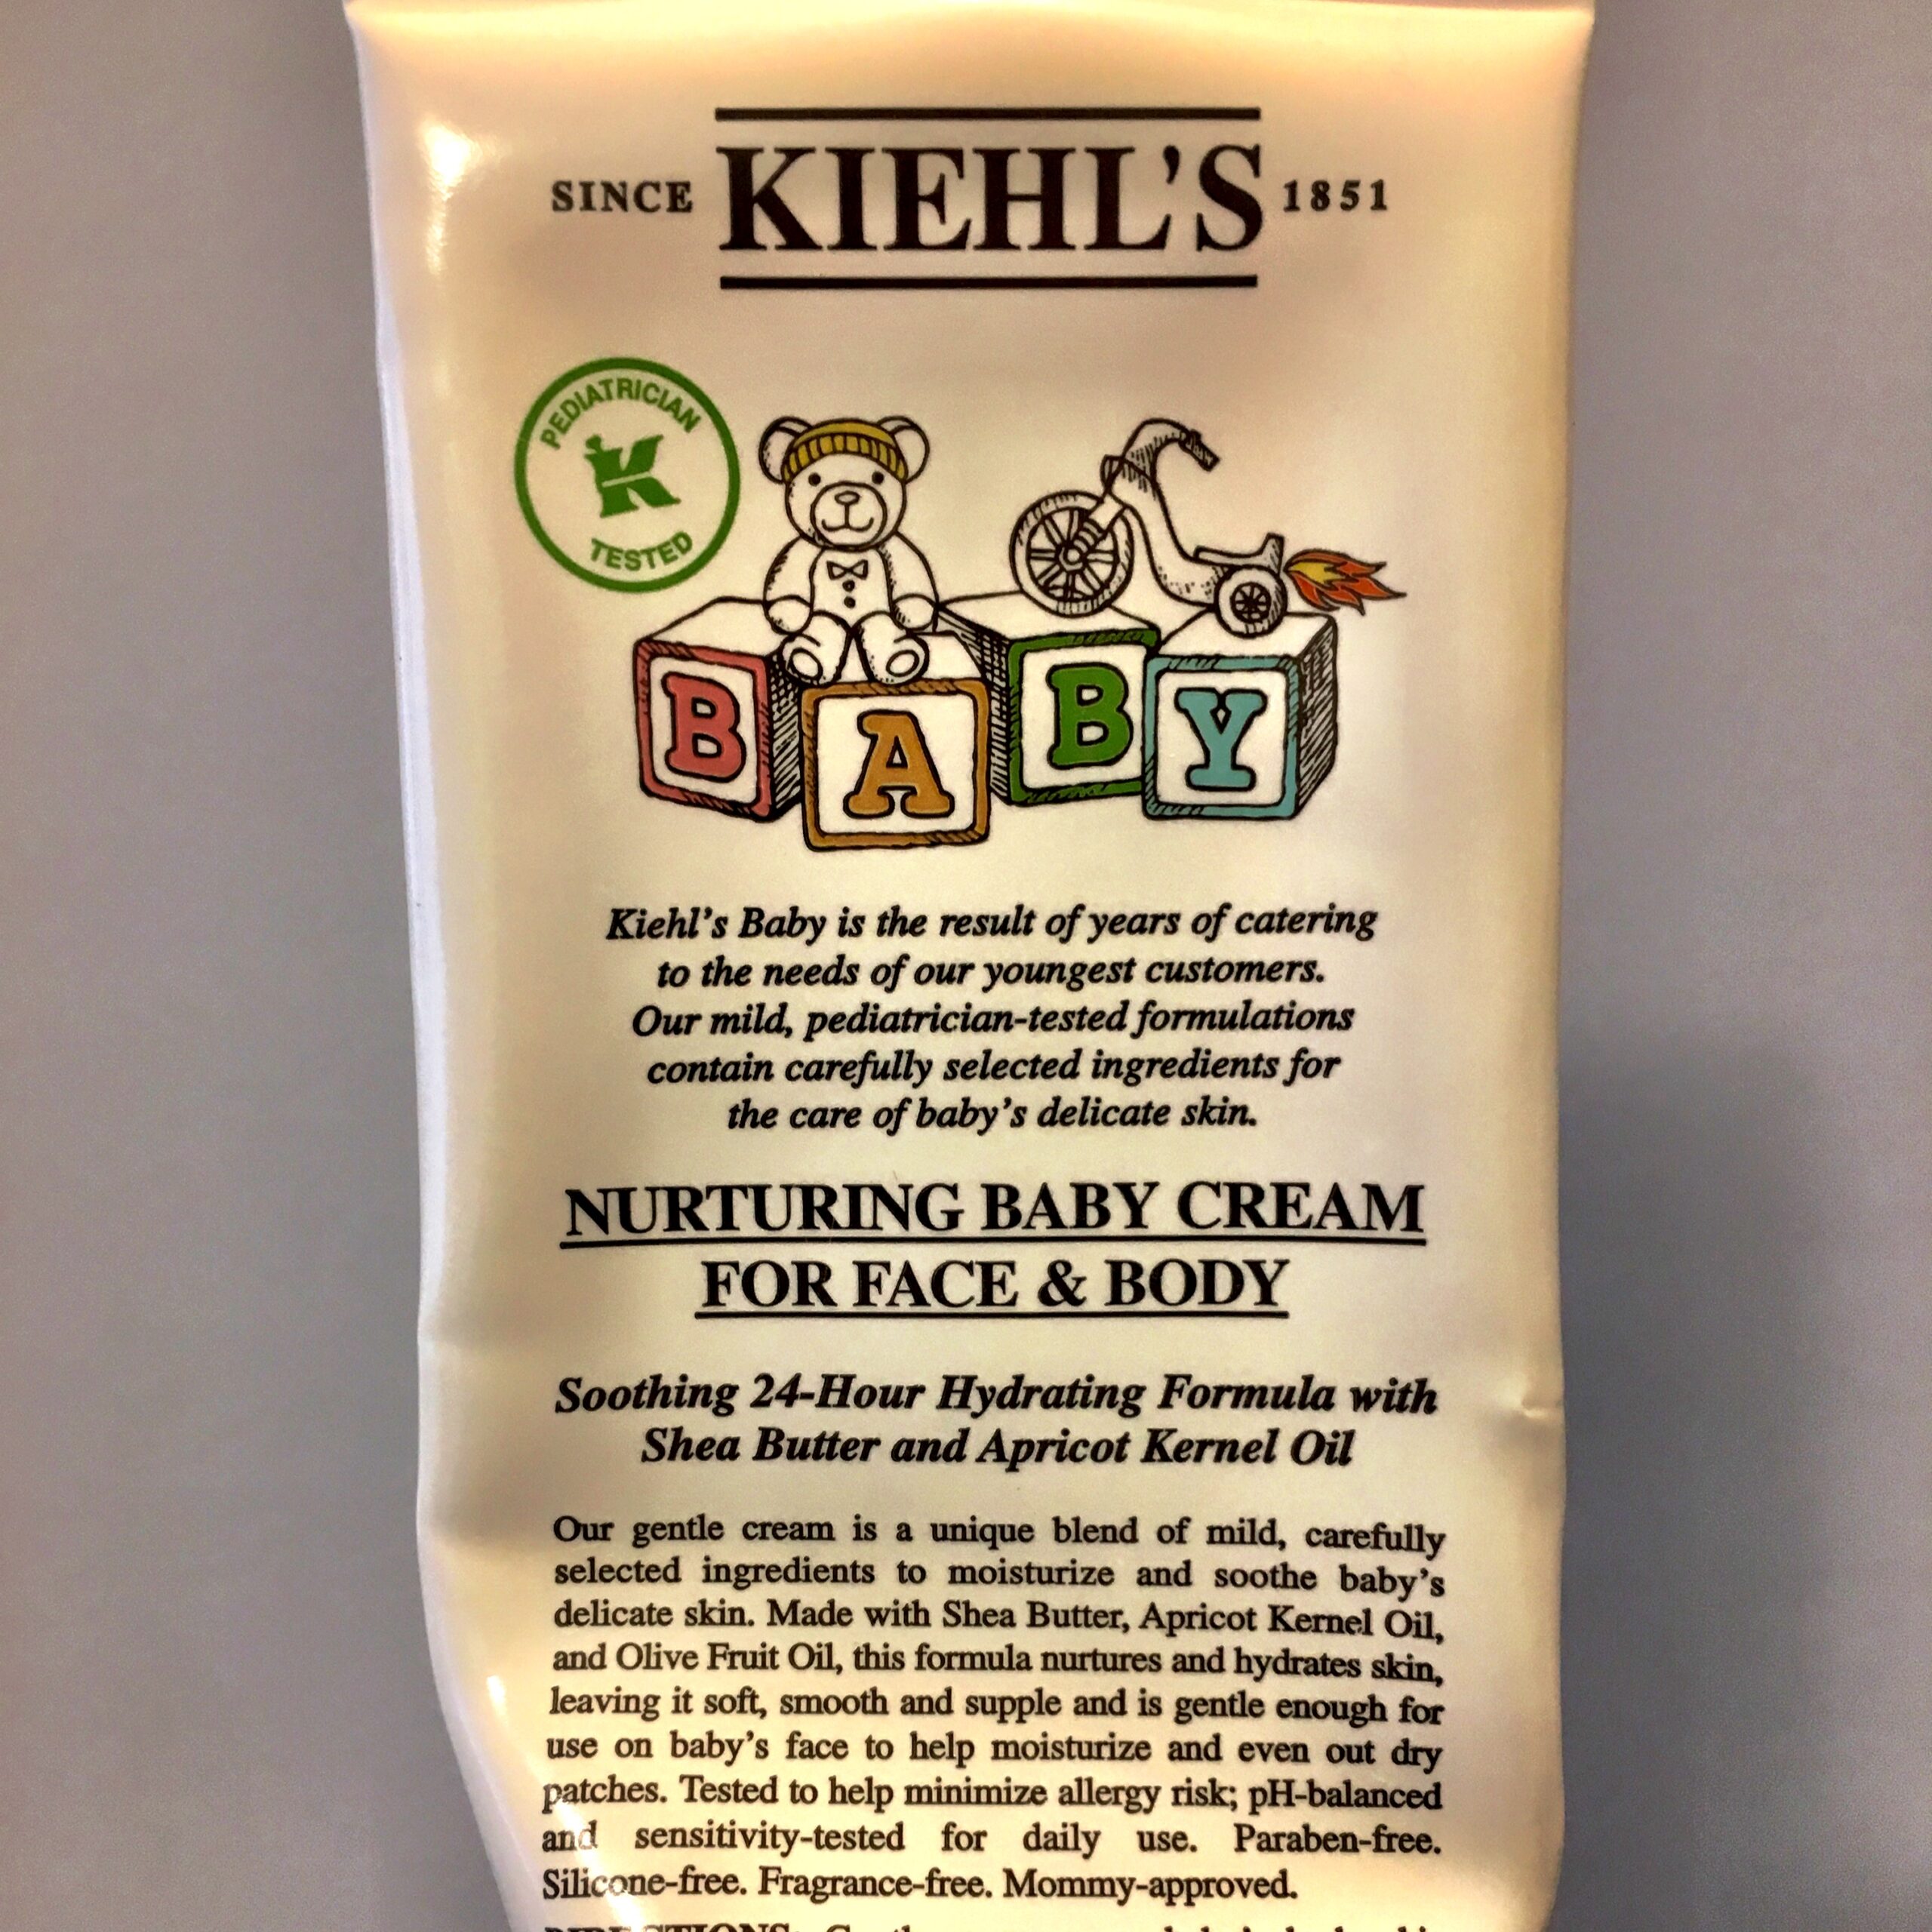 SINCE KIEHL'S 1851
PEDIATRICIAN
K
TESTED
B A B Y
Kiehl's Baby is the result of years of catering
to the needs of our youngest customers.
Our mild, pediatrician-tested formulations
contain carefully selected ingredients for
the care of baby's delicate skin.
NURTURING BABY CREAM
FOR FACE & BODY
Soothing 24-Hour Hydrating Formula with
Shea Butter and Apricot Kernel Oil
Our gentle cream is a unique blend of mild, carefully
selected ingredients to moisturize and soothe baby's
delicate skin. Made with Shea Butter, Apricot Kernel Oil,
and Olive Fruit Oil, this formula nurtures and hydrates skin,
leaving it soft, smooth and supple and is gentle enough for
use on baby's face to help moisturize and even out dry
patches. Tested to help minimize allergy risk; pH-balanced
and sensitivity-tested for daily use. Paraben-free.
Silicone-free. Fragrance-free. Mommy-approved.